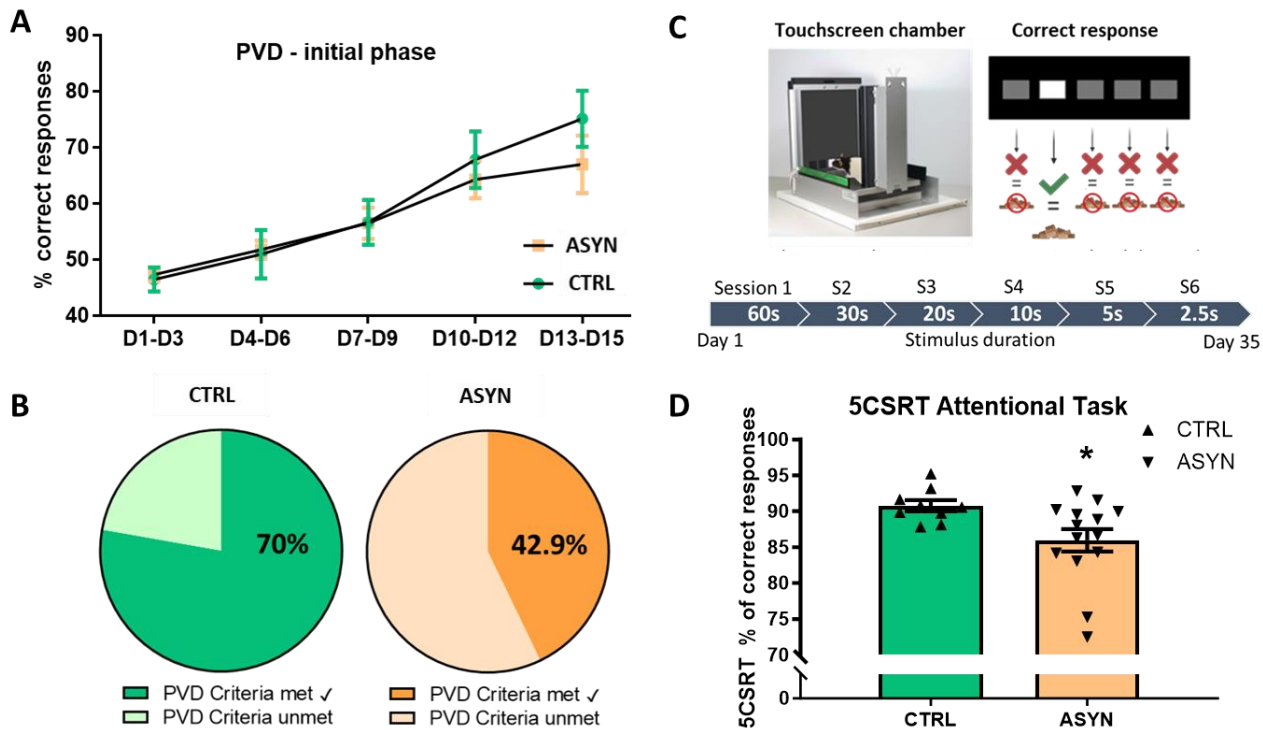 A
PVD - initial phase
% correct responses
90
80
70
60
50
40
ASYN
CTRL
D1-D3 D4-D6 D7-D9 D10-D12 D13-D15
B
CTRL ASYN
70%
42.9%
PVD Criteria met ✓
PVD Criteria unmet
PVD Criteria met ✓
PVD Criteria unmet
C
Touchscreen chamber Correct response
= = = = =
Session 1 S2 S3 S4 S5 S6
60s 30s 20s 10s 5s 2.5s
Day 1 Stimulus duration Day 35
D
5CSRT Attentional Task
5CSRT % of correct responses
100
95
90
85
80
75
70
0
*
CTRL
ASYN
CTRL ASYN